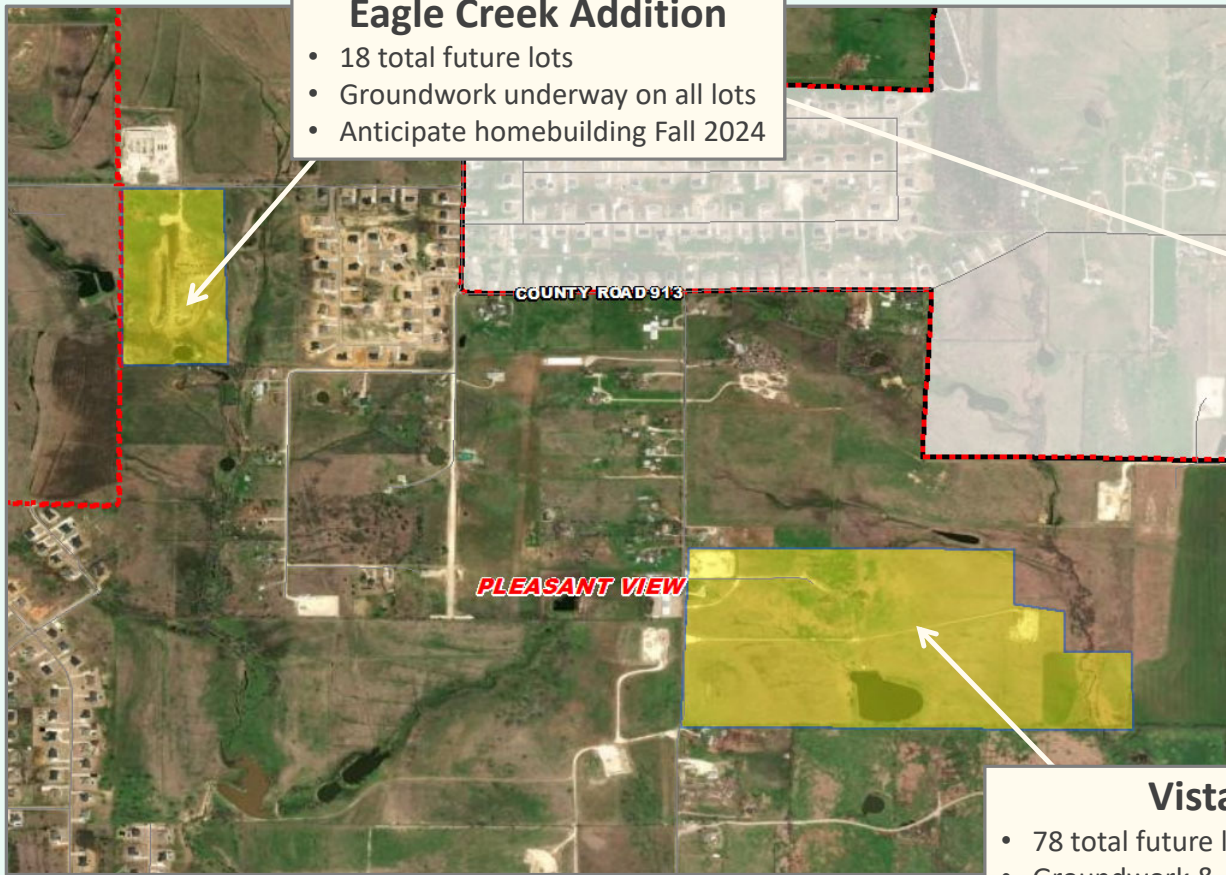 Eagle Creek Addition
• 18 total future lots
• Groundwork underway on all lots
• Anticipate homebuilding Fall 2024
COUNTY ROAD 913
PLEASANT VIEW
Vista
• 78 total future
• Groundwork &